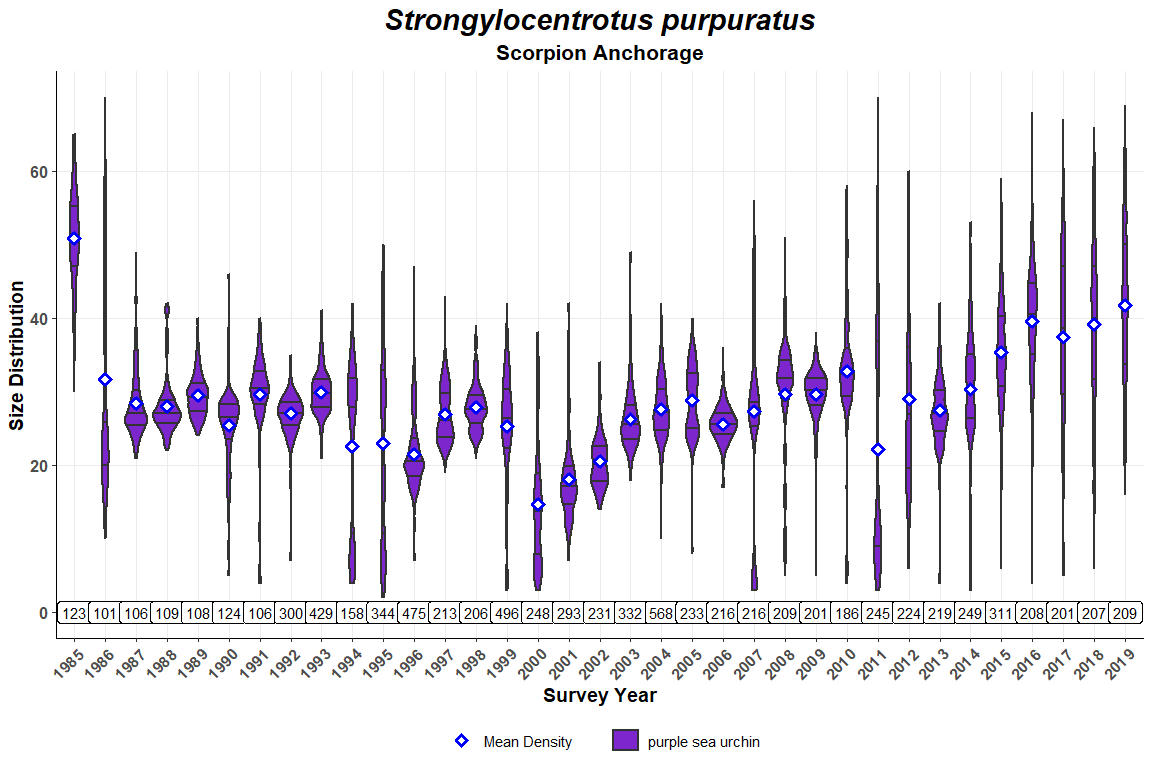 Strongylocentrotus purpuratus
Scorpion Anchorage
Size Distribution
60
40
20
0
123 101 106 109 108 124 106 300 429 158 344 475 213 206 496 248 293 231 332 568 233 216 216 209 201 186 245 224 219 249 311 208 201 207 209
1985 1986 1987 1988 1989 1990 1991 1992 1993 1994 1995 1996 1997 1998 1999 2000 2001 2002 2003 2004 2005 2006 2007 2008 2009 2010 2011 2012 2013 2014 2015 2016 2017 2018 2019
Survey Year
Mean Density purple sea urchin